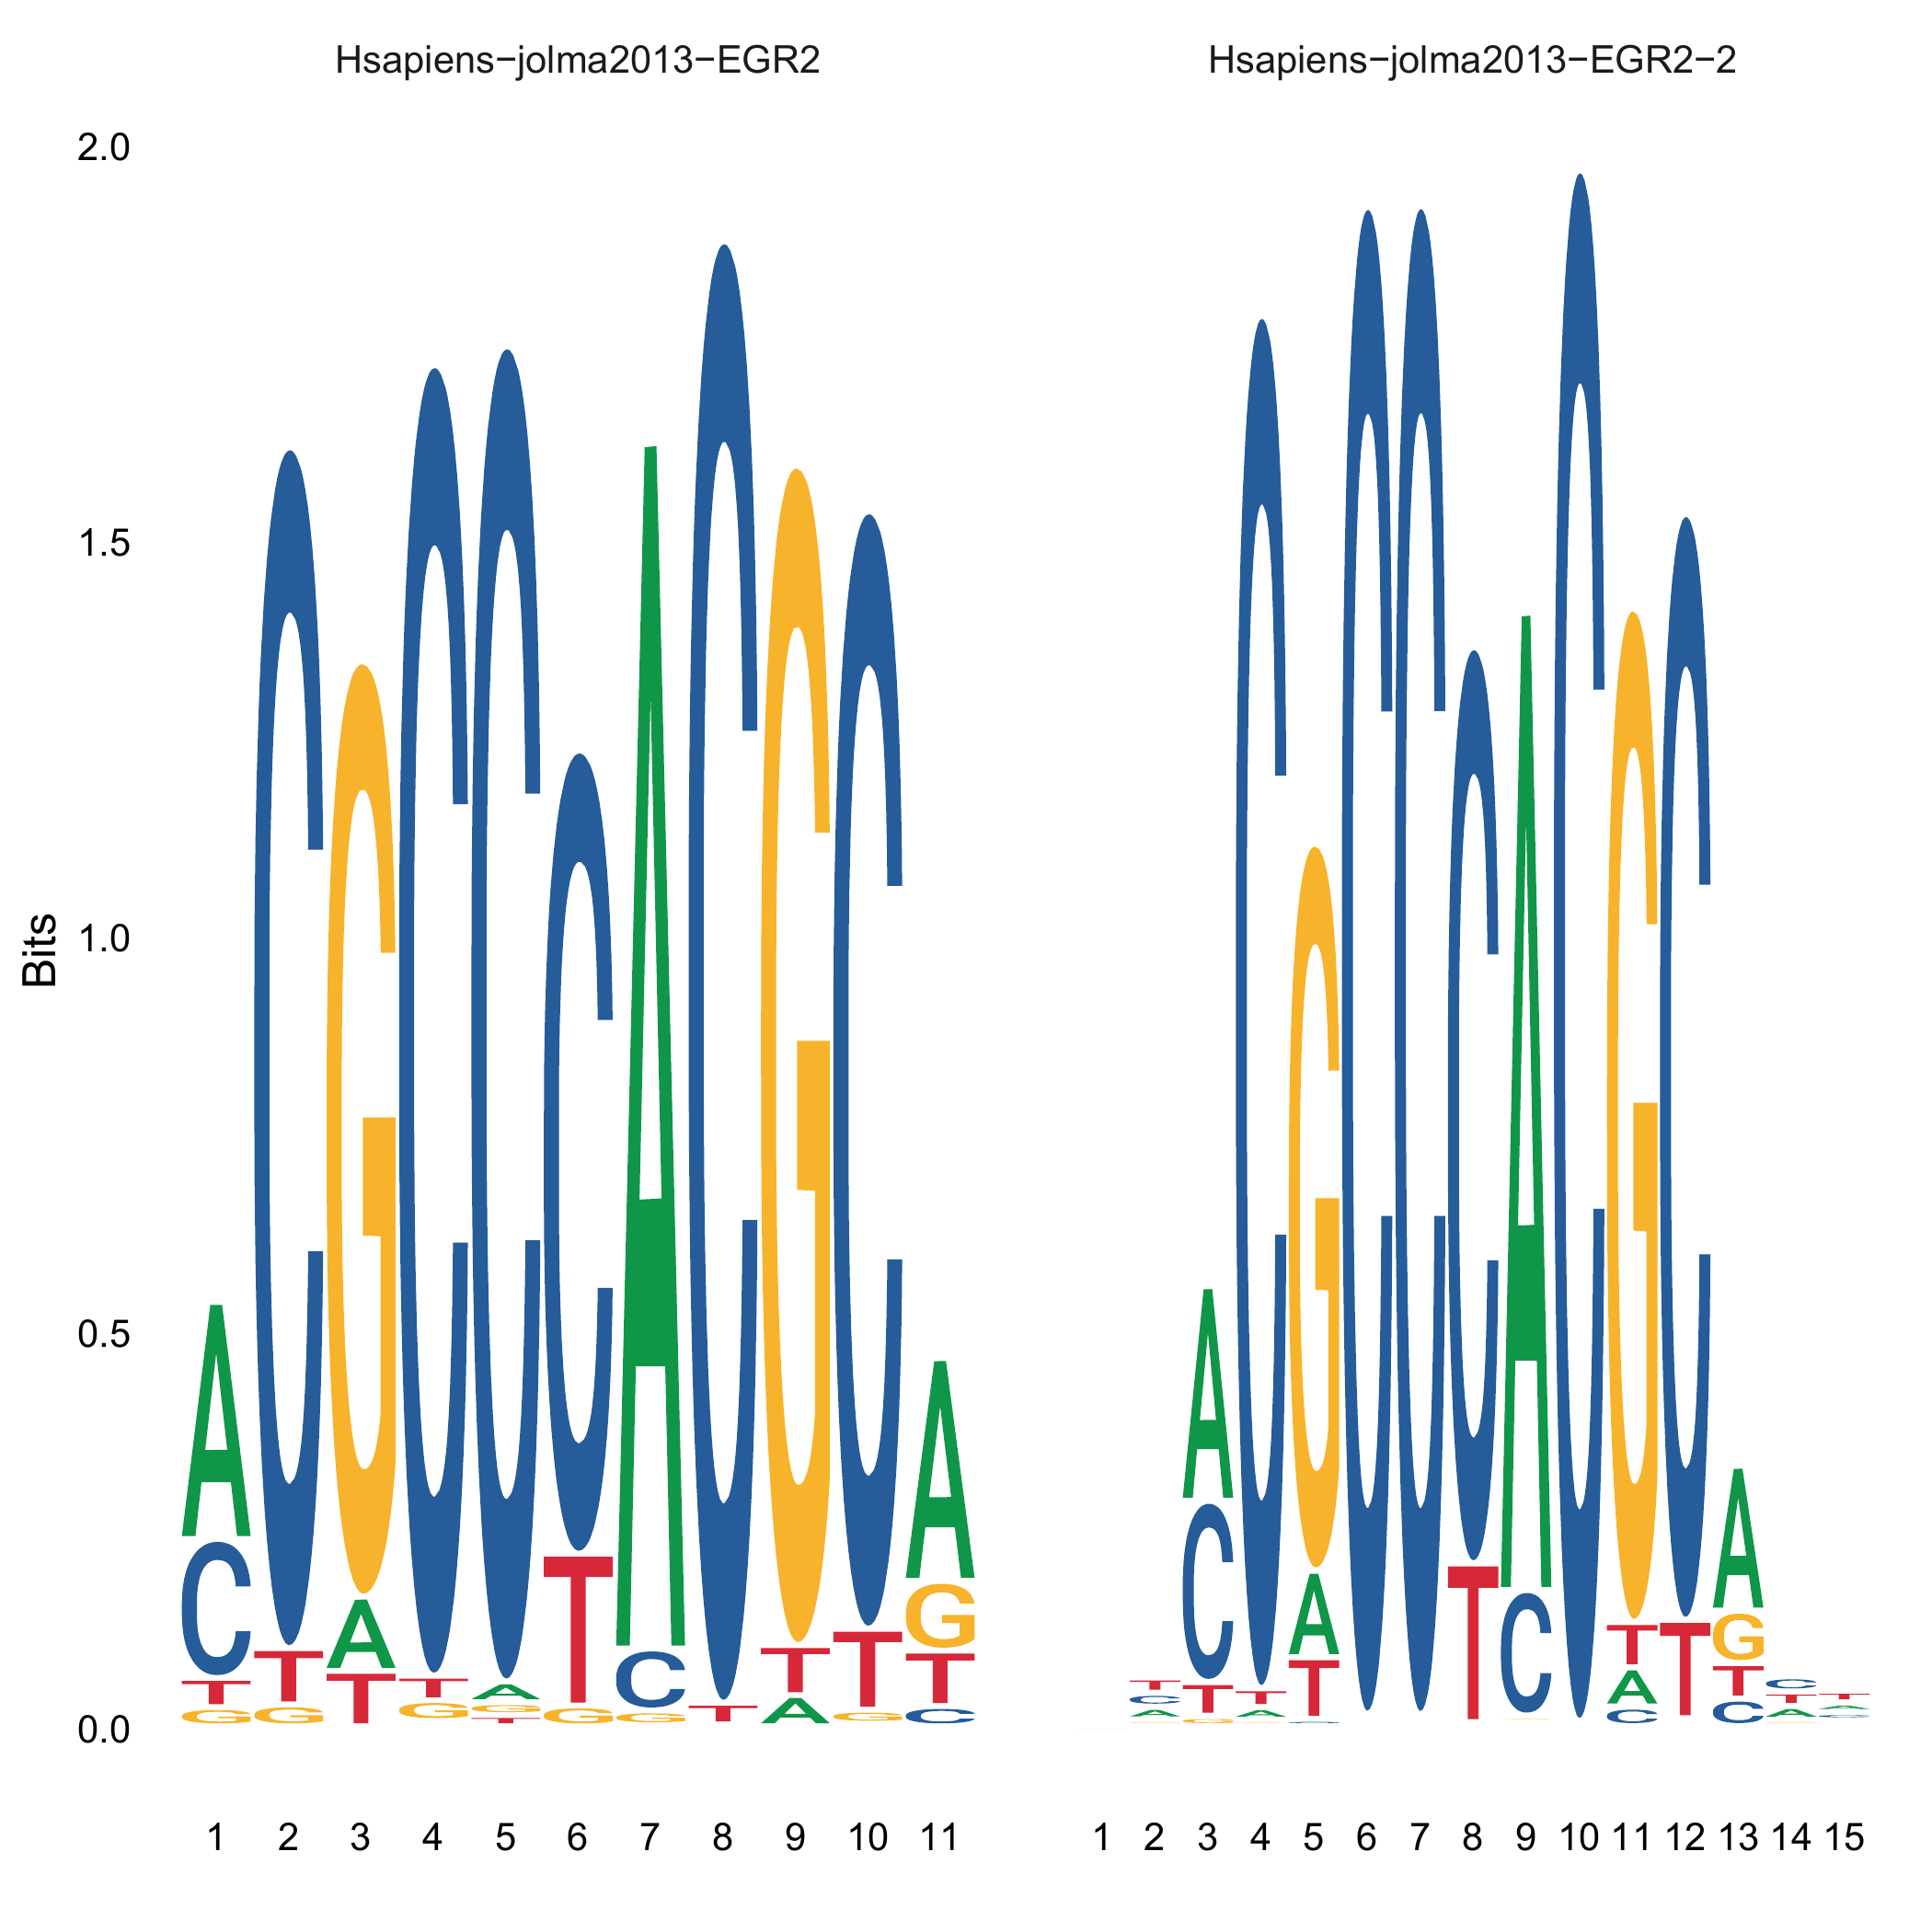 Hsapiens−jolma2013−EGR2
Hsapiens−jolma2013−EGR2−2
2.0
1.5
1.0
0.5
0.0
Bits
A C G C C C A C G C A
C T A T A T C T T T G
T G T G G G G A G T
G T C
A C G C C C A C G C A
T C T A T A T C T T G
C T A T A T C T
A G C C C A
1 2 3 4 5 6 7 8 9 10 11
1 2 3 4 5 6 7 8 9 10 11 12 13 14 15